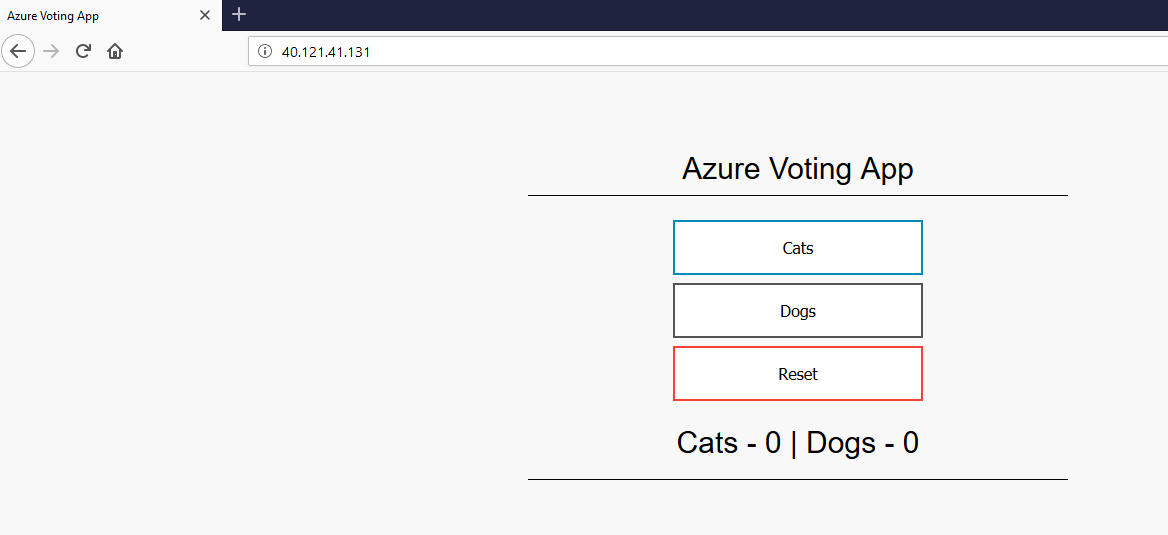 Azure Voting App
40.121.41.131
Azure Voting App
Cats
Dogs
Reset
Cats - 0 | Dogs - 0